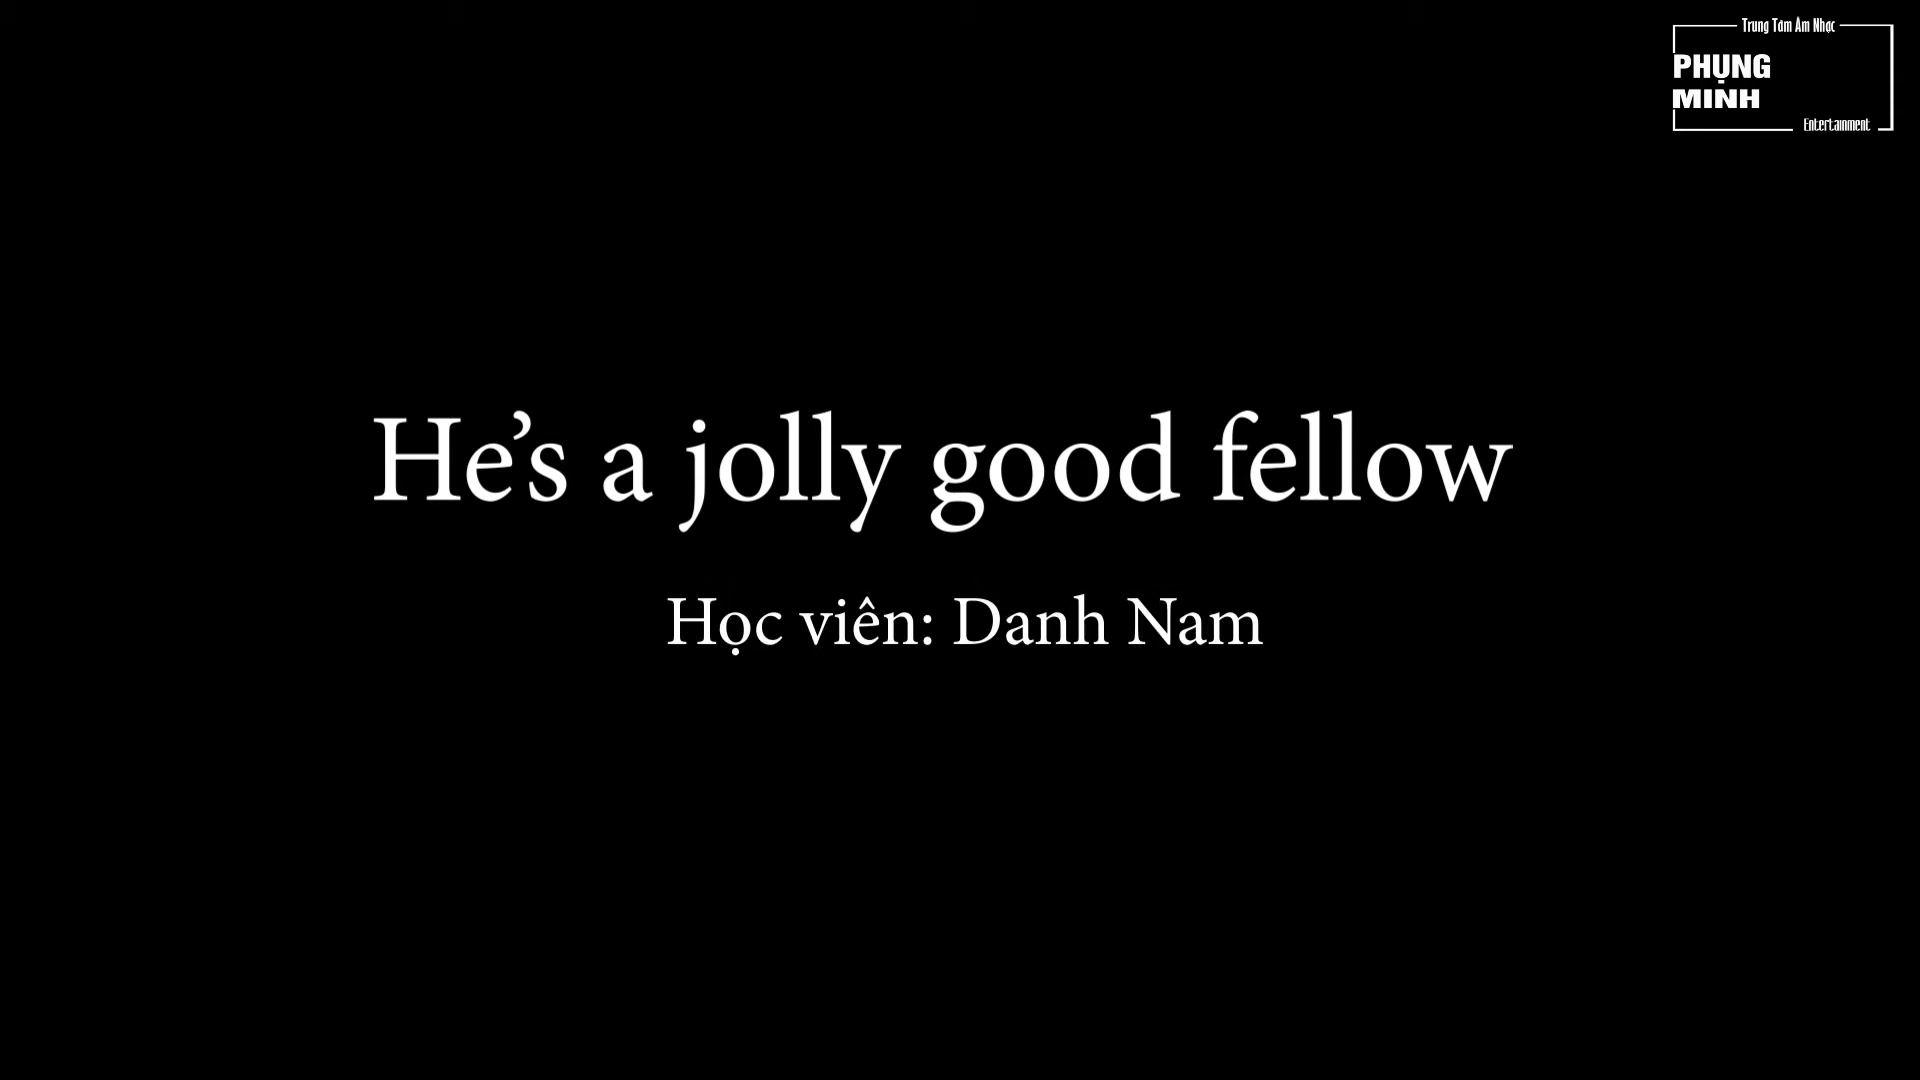 Trung Tâm Âm Nhạc
PHỤNG
MINH
Entertainment
He’s a jolly good fellow
Học viên: Danh Nam